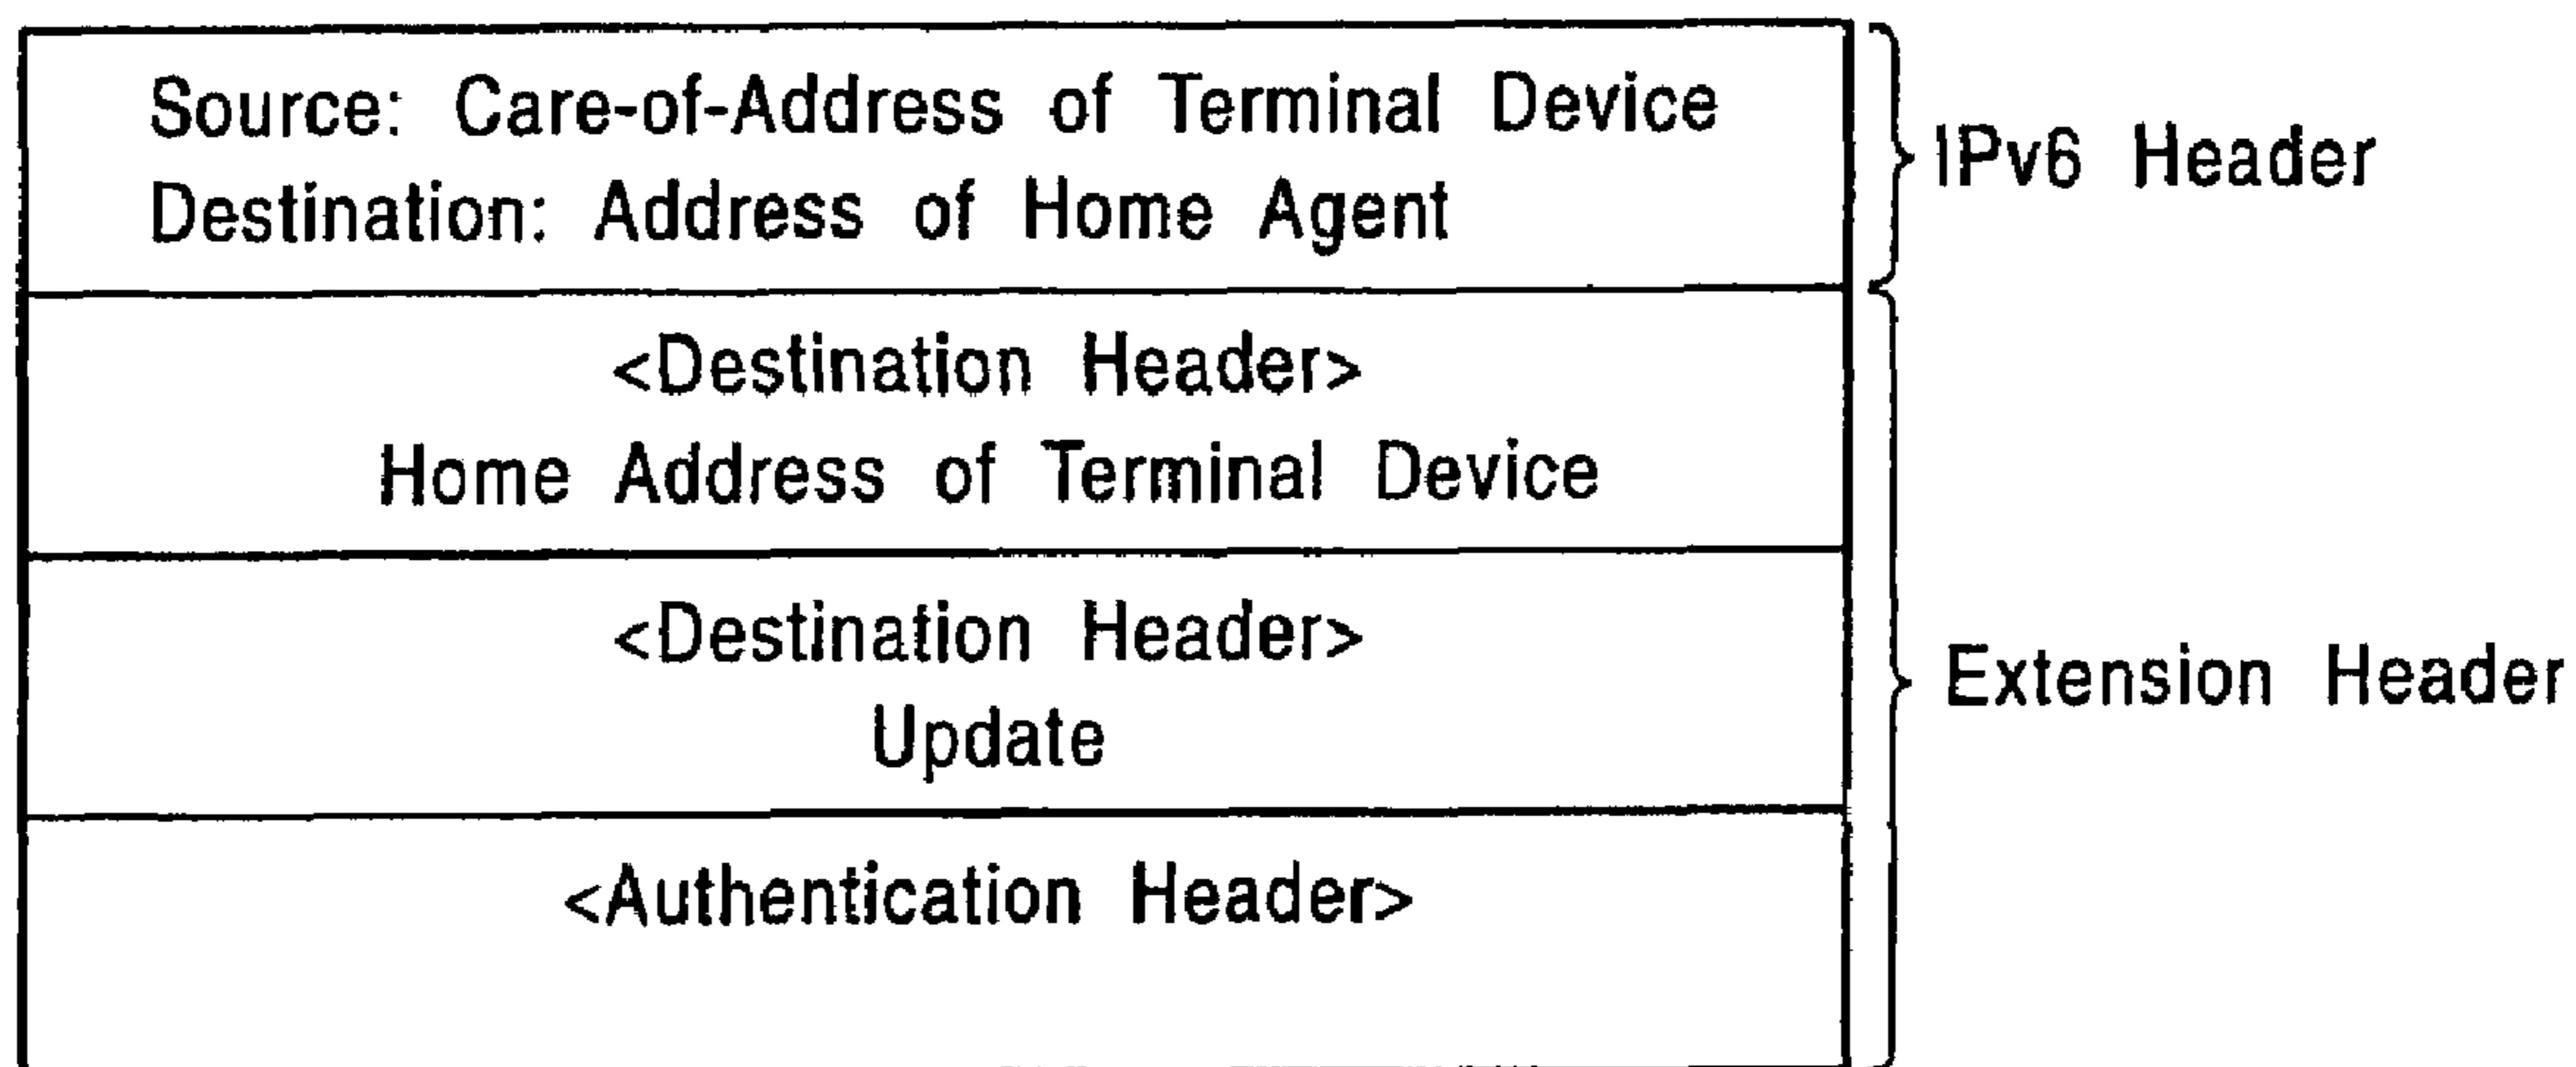 Source: Care-of-Address of Terminal Device
Destination: Address of Home Agent
IPv6 Header
<Destination Header>
Home Address of Terminal Device
<Destination Header>
Update
Extension Header
<Authentication Header>